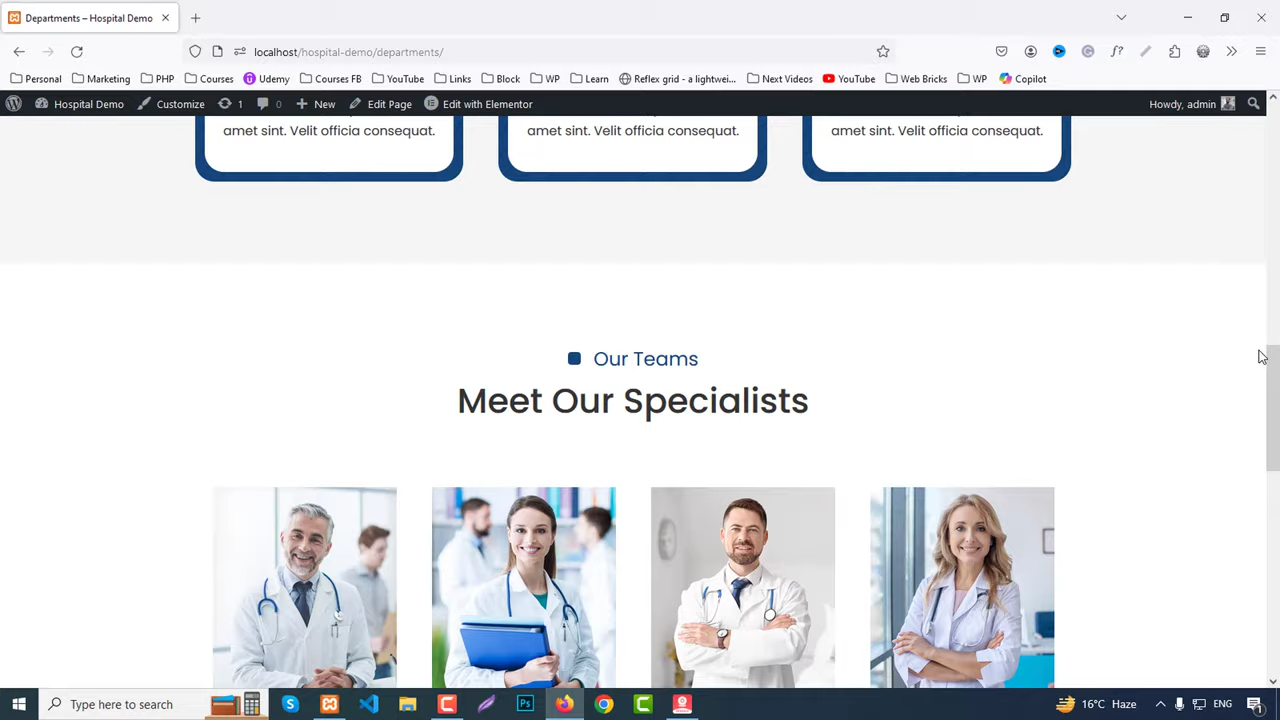 Departments – Hospital Demo
localhost/hospital-demo/departments/
Personal Marketing PHP Courses Udemy Courses FB YouTube Links Block WP Learn Reflex grid - a lightwei... Next Videos YouTube Web Bricks WP Copilot
Hospital Demo Customize 1 0 New Edit Page Edit with Elementor Howdy, admin
amet sint. Velit officia consequat. amet sint. Velit officia consequat. amet sint. Velit officia consequat.
Our Teams
Meet Our Specialists
Type here to search 16°C Haze ENG